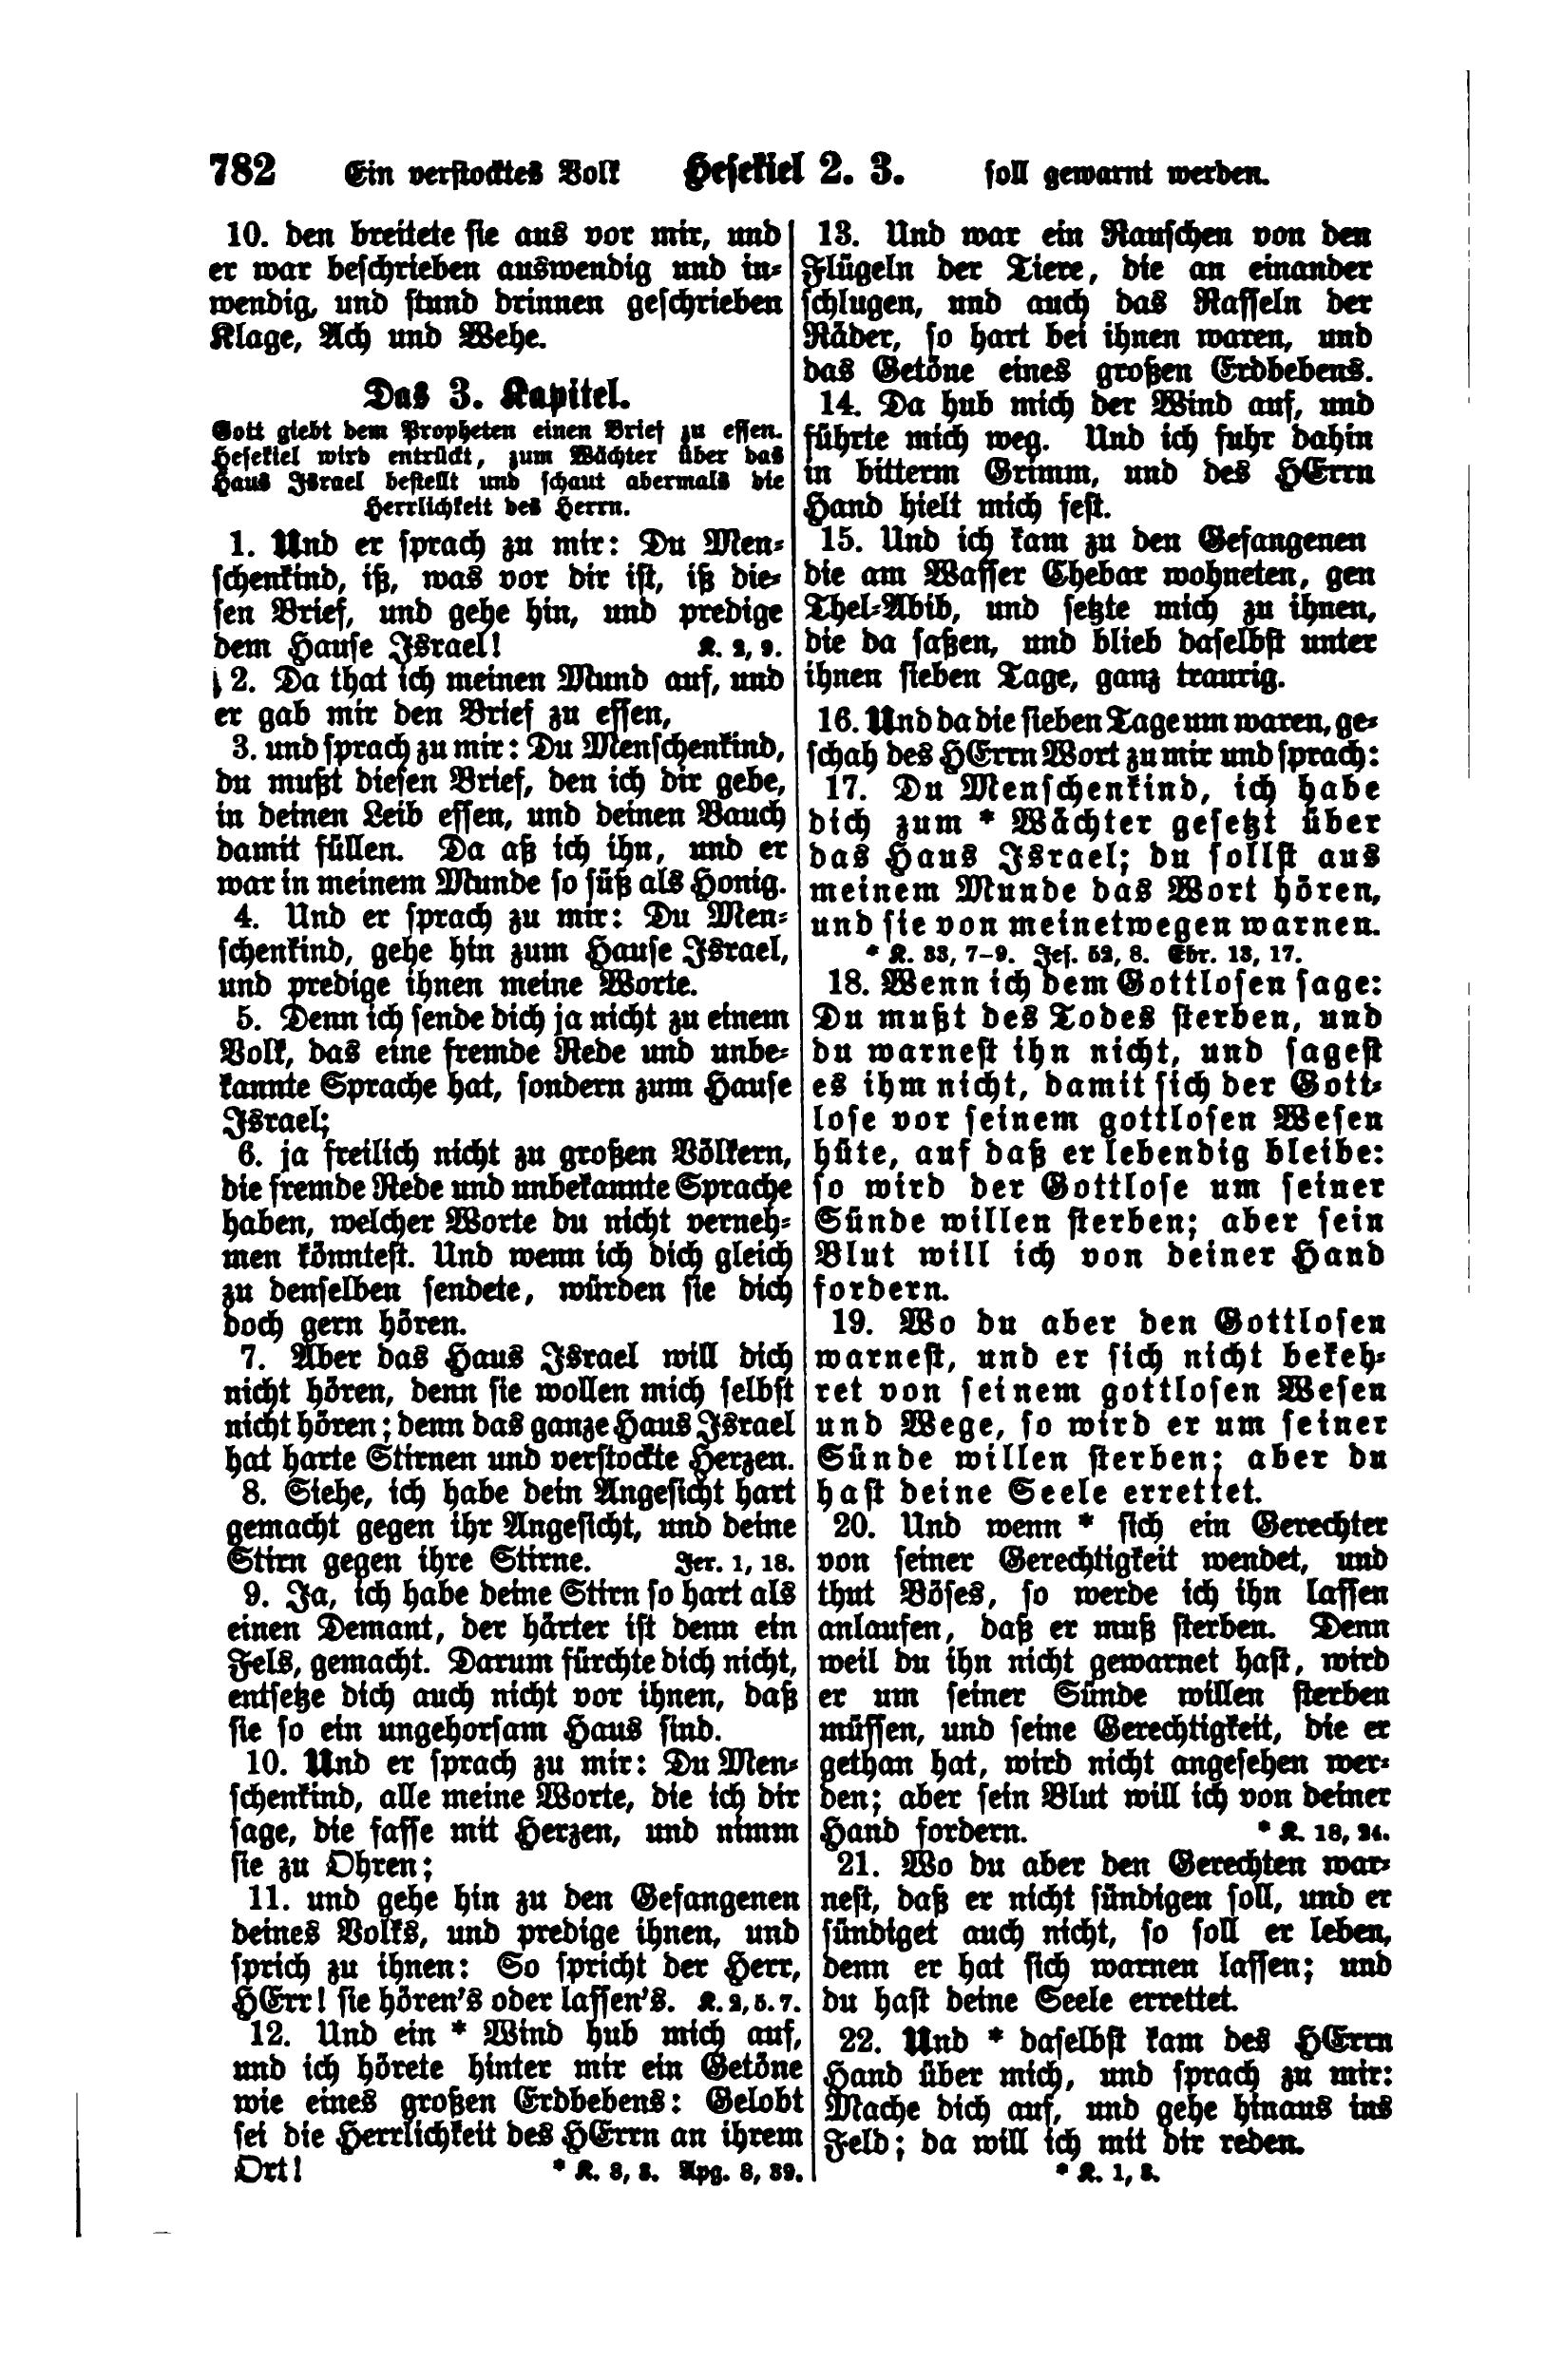 782 Ein verstocktes Volk Hesekiel 2. 3. soll gewarnt werden.
10. den breitete sie aus vor mir, und
er war beschrieben auswendig und in-
wendig, und stund drinnen geschrieben
Klage, Ach und Wehe.
Das 3. Kapitel.
Gott giebt dem Propheten einen Brief zu essen.
Hesekiel wird entrückt, zum Wächter über das
Haus Israel bestellt und schaut abermals die
Herrlichkeit des Herrn.
1. Und er sprach zu mir: Du Men-
schenkind, iß, was vor dir ist, iß die-
sen Brief, und gehe hin, und predige
dem Hause Israel! K. 2, 9.
2. Da that ich meinen Mund auf, und
er gab mir den Brief zu essen,
3. und sprach zu mir: Du Menschenkind,
du mußt diesen Brief, den ich dir gebe,
in deinen Leib essen, und deinen Bauch
damit füllen. Da aß ich ihn, und er
war in meinem Munde so süß als Honig.
4. Und er sprach zu mir: Du Men-
schenkind, gehe hin zum Hause Israel,
und predige ihnen meine Worte.
5. Denn ich sende dich ja nicht zu einem
Volk, das eine fremde Rede und unbe-
kannte Sprache hat, sondern zum Hause
Israel;
6. ja freilich nicht zu großen Völkern,
die fremde Rede und unbekannte Sprache
haben, welcher Worte du nicht verneh-
men könntest. Und wenn ich dich gleich
zu denselben sendete, würden sie dich
doch gern hören.
7. Aber das Haus Israel will dich
nicht hören, denn sie wollen mich selbst
nicht hören; denn das ganze Haus Israel
hat harte Stirnen und verstockte Herzen.
8. Siehe, ich habe dein Angesicht hart
gemacht gegen ihr Angesicht, und deine
Stirn gegen ihre Stirne. Jer. 1, 18.
9. Ja, ich habe deine Stirn so hart als
einen Demant, der härter ist denn ein
Fels, gemacht. Darum fürchte dich nicht,
entsetze dich auch nicht vor ihnen, daß
sie so ein ungehorsam Haus sind.
10. Und er sprach zu mir: Du Men-
schenkind, alle meine Worte, die ich dir
sage, die fasse mit Herzen, und nimm
sie zu Ohren;
11. und gehe hin zu den Gefangenen
deines Volks, und predige ihnen, und
sprich zu ihnen: So spricht der Herr,
HErr! sie hören's oder lassen's. K. 2, 5. 7.
12. Und ein * Wind hub mich auf,
und ich hörete hinter mir ein Getöne
wie eines großen Erdbebens: Gelobt
sei die Herrlichkeit des HErrn an ihrem
Ort! * K. 8, 3. Apg. 8, 39.
13. Und war ein Rauschen von den
Flügeln der Tiere, die an einander
schlugen, und auch das Rasseln der
Räder, so hart bei ihnen waren, und
das Getöne eines großen Erdbebens.
14. Da hub mich der Wind auf, und
führte mich weg. Und ich fuhr dahin
in bitterm Grimm, und des HErrn
Hand hielt mich fest.
15. Und ich kam zu den Gefangenen
die am Wasser Chebar wohneten, gen
Thel-Abib, und setzte mich zu ihnen,
die da saßen, und blieb daselbst unter
ihnen sieben Tage, ganz traurig.
16. Und da die sieben Tage um waren, ge-
schah des HErrn Wort zu mir und sprach:
17. Du Menschenkind, ich habe
dich zum * Wächter gesetzt über
das Haus Israel; du sollst aus
meinem Munde das Wort hören,
und sie von meinetwegen warnen.
* K. 33, 7-9. Jes. 52, 8. Ebr. 13, 17.
18. Wenn ich dem Gottlosen sage:
Du mußt des Todes sterben, und
du warnest ihn nicht, und sagest
es ihm nicht, damit sich der Gott-
lose vor seinem gottlosen Wesen
hüte, auf daß er lebendig bleibe:
so wird der Gottlose um seiner
Sünde willen sterben; aber sein
Blut will ich von deiner Hand
fordern.
19. Wo du aber den Gottlosen
warnest, und er sich nicht bekeh-
ret von seinem gottlosen Wesen
und Wege, so wird er um seiner
Sünde willen sterben; aber du
hast deine Seele errettet.
20. Und wenn * sich ein Gerechter
von seiner Gerechtigkeit wendet, und
thut Böses, so werde ich ihn lassen
anlaufen, daß er muß sterben. Denn
weil du ihn nicht gewarnet hast, wird
er um seiner Sünde willen sterben
müssen, und seine Gerechtigkeit, die er
gethan hat, wird nicht angesehen wer-
den; aber sein Blut will ich von deiner
Hand fordern. * K. 18, 24.
21. Wo du aber den Gerechten war-
nest, daß er nicht sündigen soll, und er
sündiget auch nicht, so soll er leben,
denn er hat sich warnen lassen; und
du hast deine Seele errettet.
22. Und * daselbst kam des HErrn
Hand über mich, und sprach zu mir:
Mache dich auf, und gehe hinaus ins
Feld; da will ich mit dir reden.
* K. 1, 3.